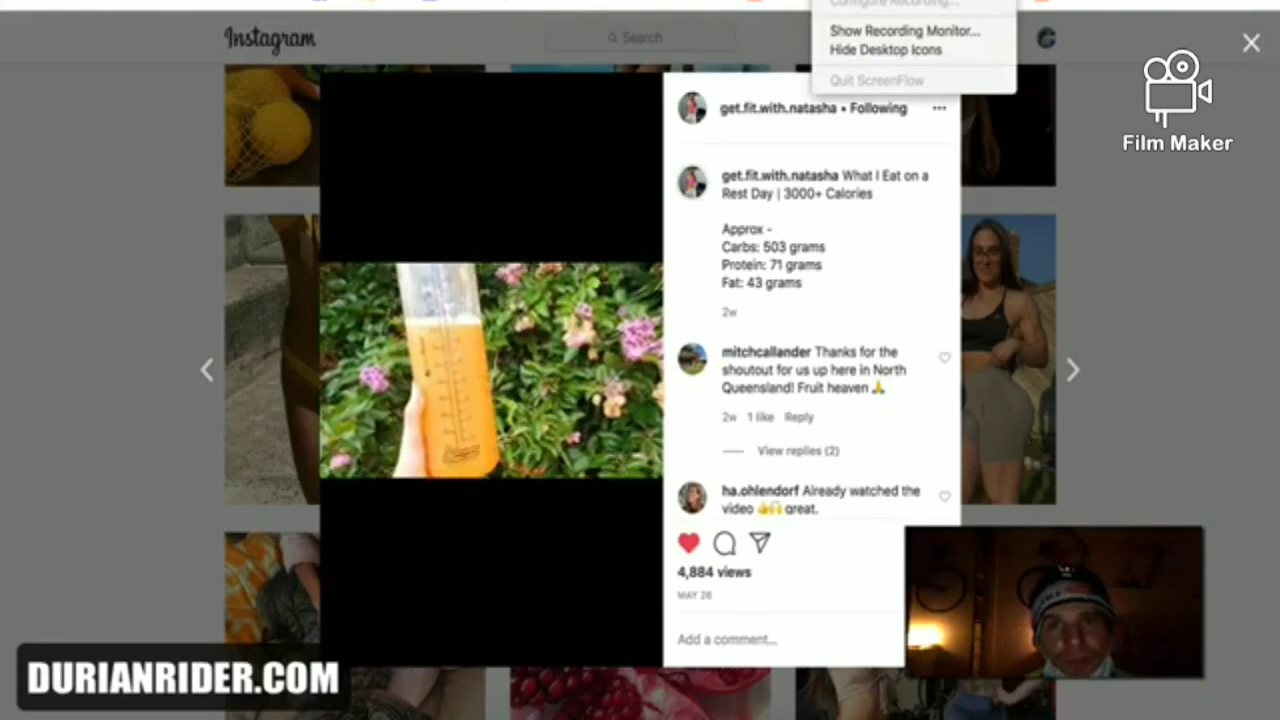 Configure Recording...
Show Recording Monitor...
Hide Desktop Icons
Quit ScreenFlow
Instagram
Search
Film Maker
get.fit.with.natasha • Following
get.fit.with.natasha What I Eat on a
Rest Day | 3000+ Calories
Approx -
Carbs: 503 grams
Protein: 71 grams
Fat: 43 grams
2w
mitchcallander Thanks for the
shoutout for us up here in North
Queensland! Fruit heaven 🙏
2w 1 like Reply
View replies (2)
ha.ohlendorf Already watched the
video 👍🙌 great.
4,884 views
MAY 26
Add a comment...
DURIANRIDER.COM